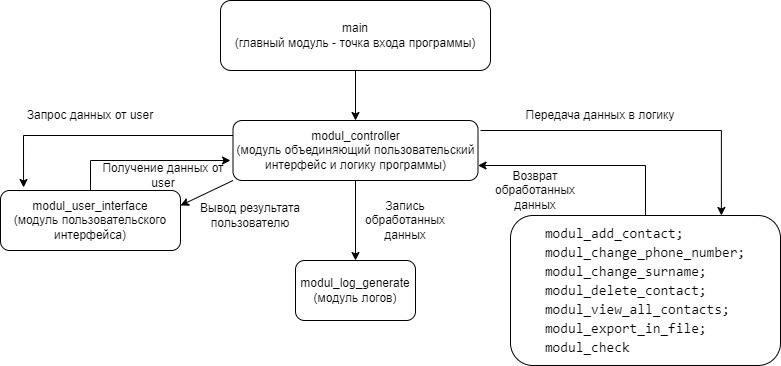 main
(главный модуль - точка входа программы)
Запрос данных от user
Передача данных в логику
modul_controller
(модуль объединяющий пользовательский
интерфейс и логику программы)
Получение данных от
user
Возврат
обработанных
данных
modul_user_interface
(модуль пользовательского
интерфейса)
Вывод результата
пользователю
Запись
обработанных
данных
modul_add_contact;
modul_change_phone_number;
modul_change_surname;
modul_delete_contact;
modul_view_all_contacts;
modul_export_in_file;
modul_check
modul_log_generate
(модуль логов)